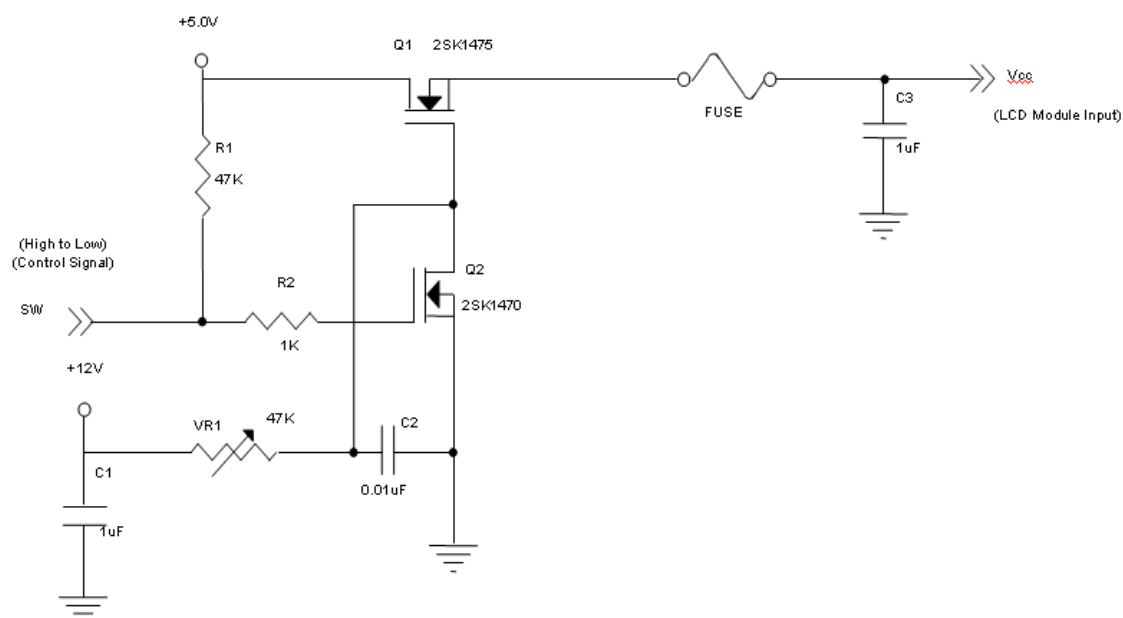 +5.0V
Q1 2SK1475
Vcc
C3
FUSE
(LCD Module Input)
R1
1uF
47K
(High to Low)
(Control Signal)
Q2
R2
SW
2SK1470
1K
+12V
47K
VR1
C2
C1
0.01uF
1uF